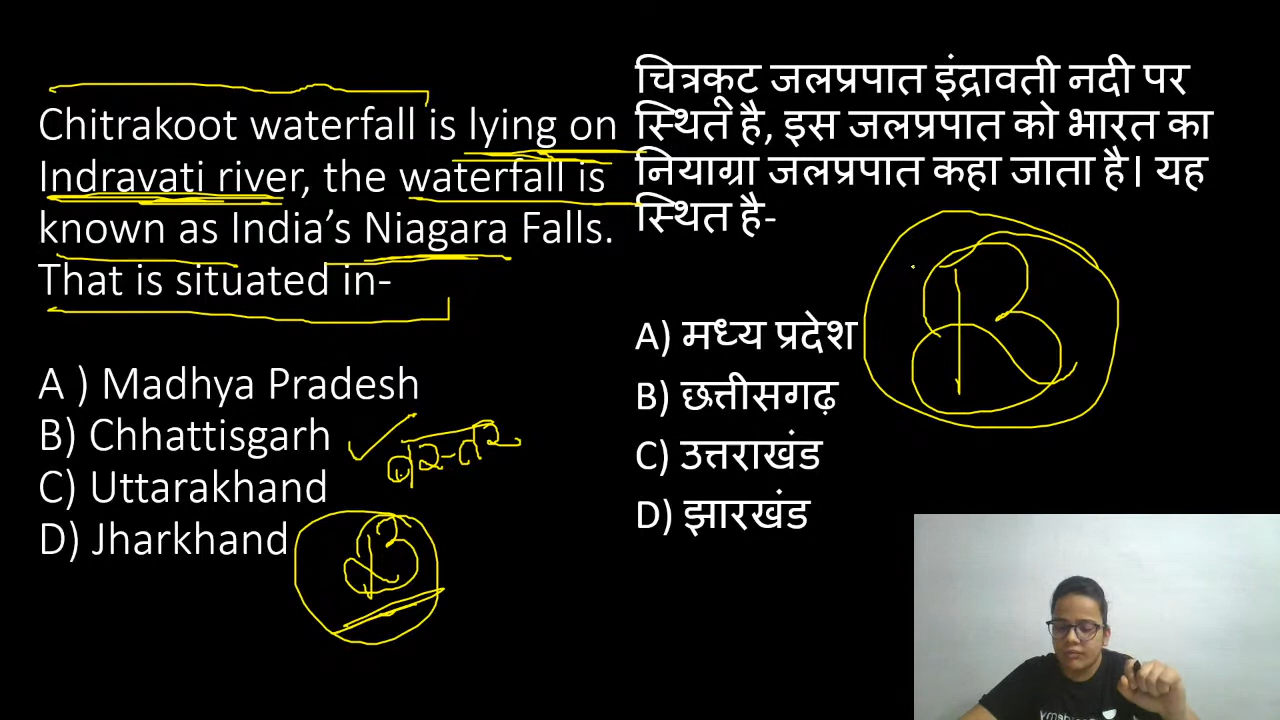 Chitrakoot waterfall is lying on
Indravati river, the waterfall is
known as India’s Niagara Falls.
That is situated in-
A ) Madhya Pradesh
B) Chhattisgarh
C) Uttarakhand
D) Jharkhand
B
चित्रकूट जलप्रपात इंद्रावती नदी पर
स्थित है, इस जलप्रपात को भारत का
नियाग्रा जलप्रपात कहा जाता है। यह
स्थित है-
A) मध्य प्रदेश
B) छत्तीसगढ़
C) उत्तराखंड
D) झारखंड
B